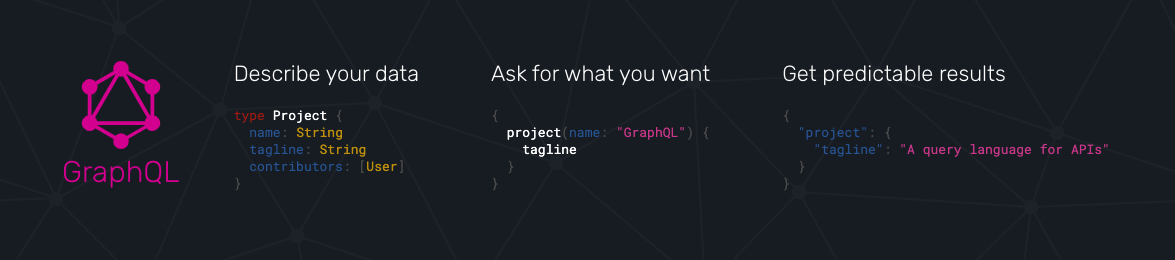 GraphQL
Describe your data
type Project {
  name: String
  tagline: String
  contributors: [User]
}
Ask for what you want
{
  project(name: "GraphQL") {
    tagline
  }
}
Get predictable results
{
  "project": {
    "tagline": "A query language for APIs"
  }
}